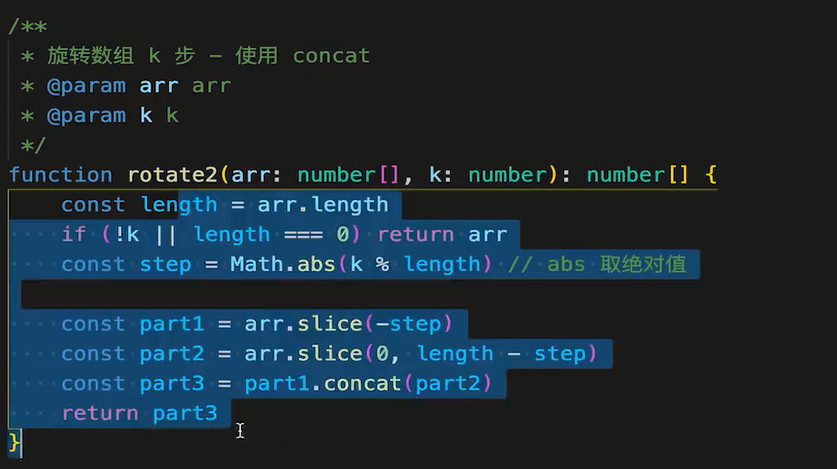 /**
 * 旋转数组 k 步 - 使用 concat
 * @param arr arr
 * @param k k
 */
function rotate2(arr: number[], k: number): number[] {
    const length = arr.length
    if (!k || length === 0) return arr
    const step = Math.abs(k % length) // abs 取绝对值

    const part1 = arr.slice(-step)
    const part2 = arr.slice(0, length - step)
    const part3 = part1.concat(part2)
    return part3
}